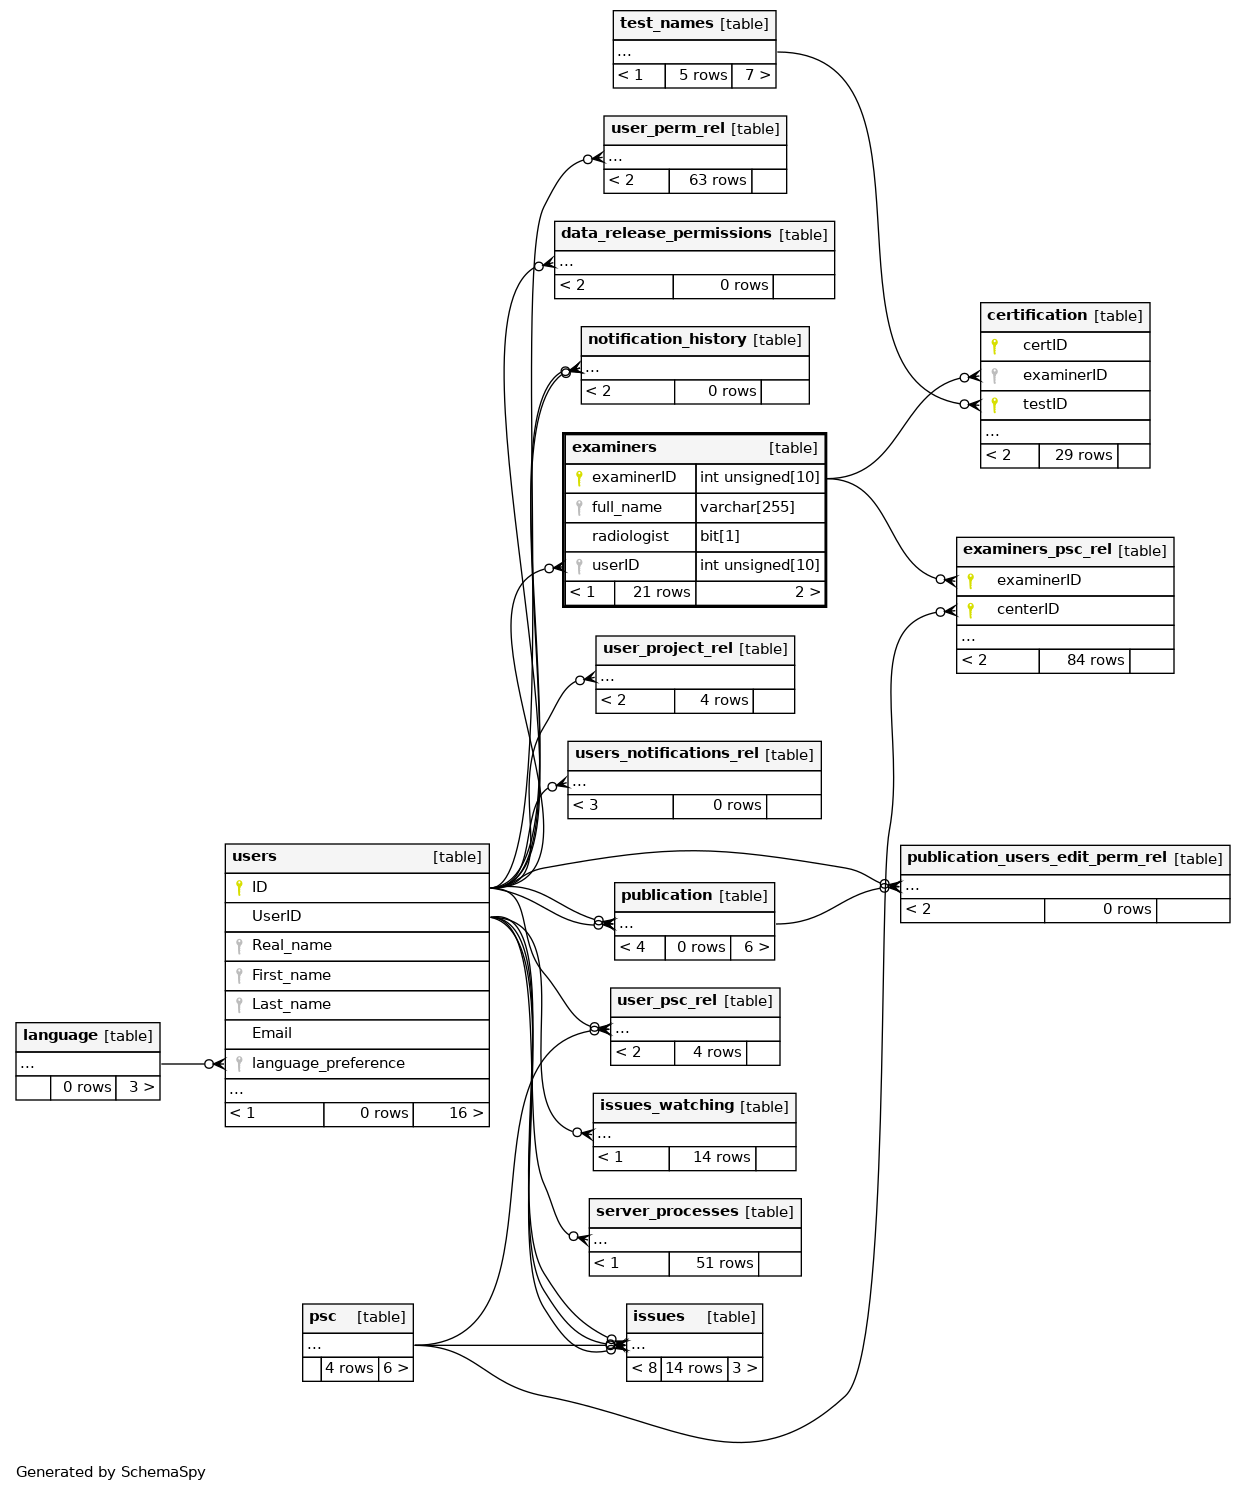 test_names [table]
...
< 1 5 rows 7 >
user_perm_rel [table]
...
< 2 63 rows
data_release_permissions [table]
...
< 2 0 rows
notification_history [table]
...
< 2 0 rows
examiners [table]
examinerID int unsigned[10]
full_name varchar[255]
radiologist bit[1]
userID int unsigned[10]
< 1 21 rows 2 >
certification [table]
certID
examinerID
testID
...
< 2 29 rows
examiners_psc_rel [table]
examinerID
centerID
...
< 2 84 rows
user_project_rel [table]
...
< 2 4 rows
users_notifications_rel [table]
...
< 3 0 rows
users [table]
ID
UserID
Real_name
First_name
Last_name
Email
language_preference
...
< 1 0 rows 16 >
publication [table]
...
< 4 0 rows 6 >
publication_users_edit_perm_rel [table]
...
< 2 0 rows
language [table]
...
0 rows 3 >
user_psc_rel [table]
...
< 2 4 rows
issues_watching [table]
...
< 1 14 rows
server_processes [table]
...
< 1 51 rows
psc [table]
...
4 rows 6 >
issues [table]
...
< 8 14 rows 3 >
Generated by SchemaSpy